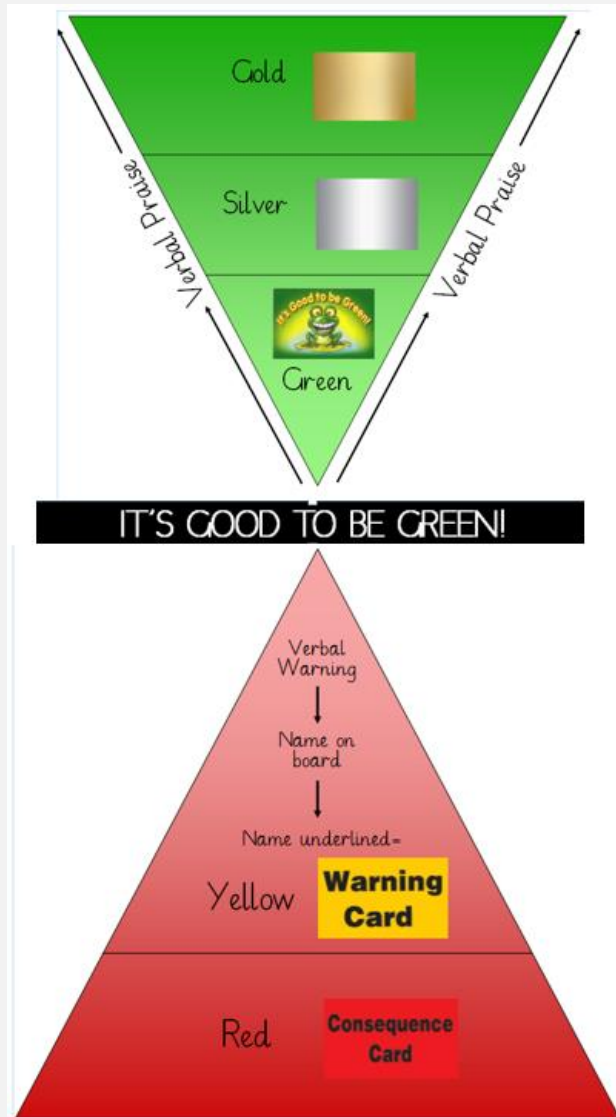 Gold
Silver
Verbal Praise
Verbal Praise
It's Good to be Green!
Green
IT'S GOOD TO BE GREEN!
Verbal
Warning
Name on
board
Name underlined=
Yellow
Warning
Card
Red
Consequence
Card